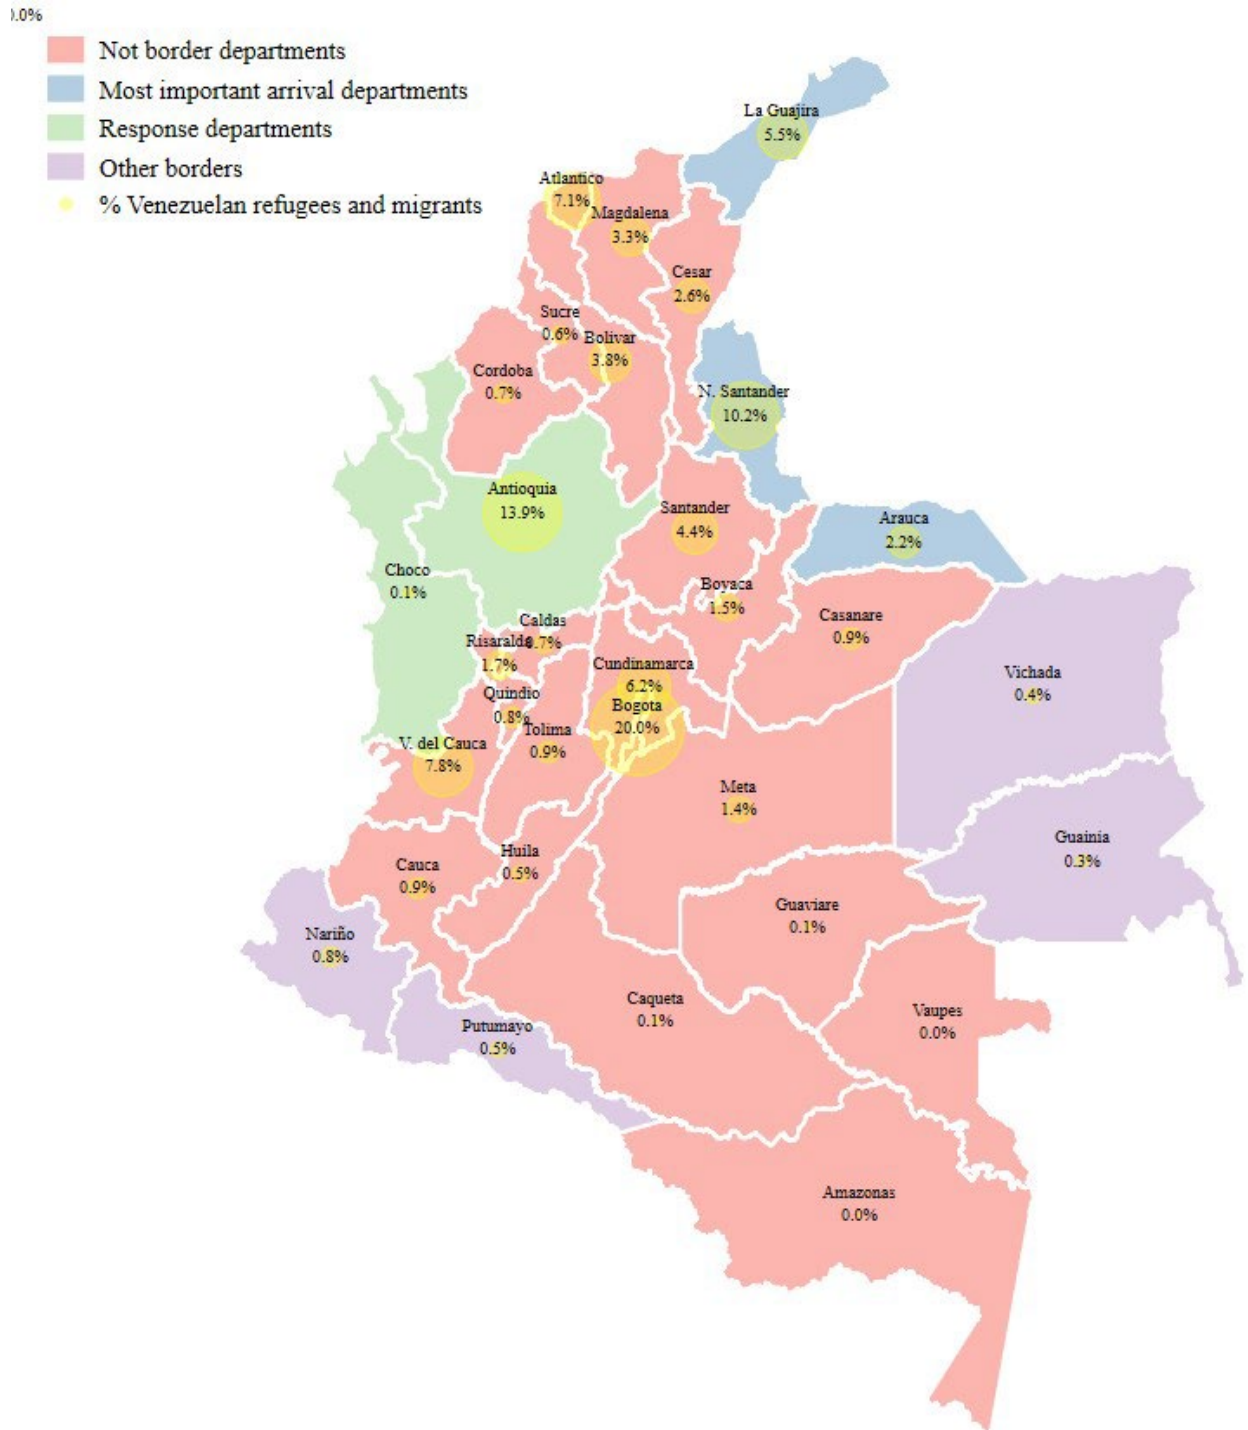 0.0%
Not border departments
Most important arrival departments
Response departments
Other borders
% Venezuelan refugees and migrants
La Guajira
5.5%
Atlantico
7.1%
Magdalena
3.3%
Cesar
2.6%
Sucre
0.6%
Bolivar
3.8%
Cordoba
0.7%
N. Santander
10.2%
Antioquia
13.9%
Santander
4.4%
Arauca
2.2%
Choco
0.1%
Boyaca
1.5%
Casanare
0.9%
Caldas
0.7%
Risaralda
1.7%
Cundinamarca
6.2%
Vichada
0.4%
Quindio
0.8%
Bogota
20.0%
Tolima
0.9%
V. del Cauca
7.8%
Meta
1.4%
Guainia
0.3%
Huila
0.5%
Cauca
0.9%
Guaviare
0.1%
Nariño
0.8%
Caqueta
0.1%
Vaupes
0.0%
Putumayo
0.5%
Amazonas
0.0%